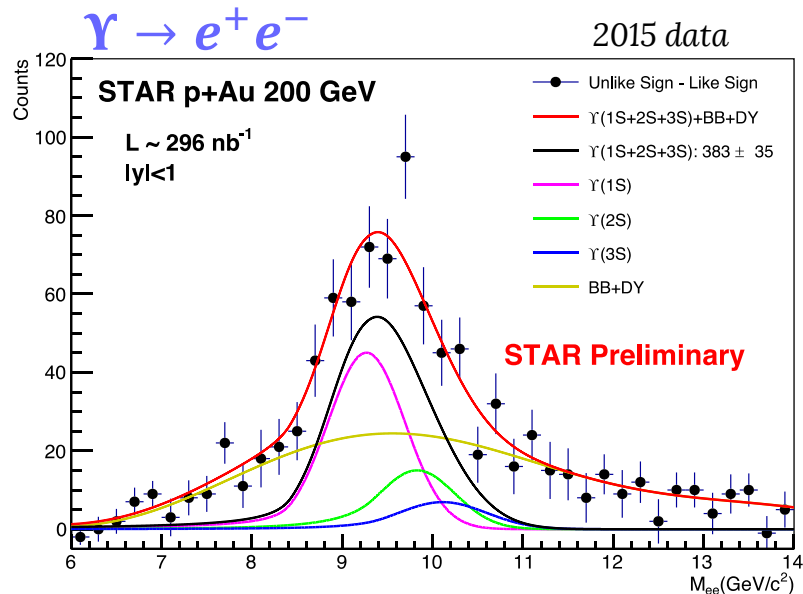 ϒ → e⁺e⁻
2015 data
Counts
120
100
80
60
40
20
0
STAR p+Au 200 GeV
L ~ 296 nb⁻¹
|y|<1
Unlike Sign - Like Sign
ϒ(1S+2S+3S)+BB+DY
ϒ(1S+2S+3S): 383 ± 35
ϒ(1S)
ϒ(2S)
ϒ(3S)
BB+DY
STAR Preliminary
6 7 8 9 10 11 12 13 14
Mₑₑ(GeV/c²)